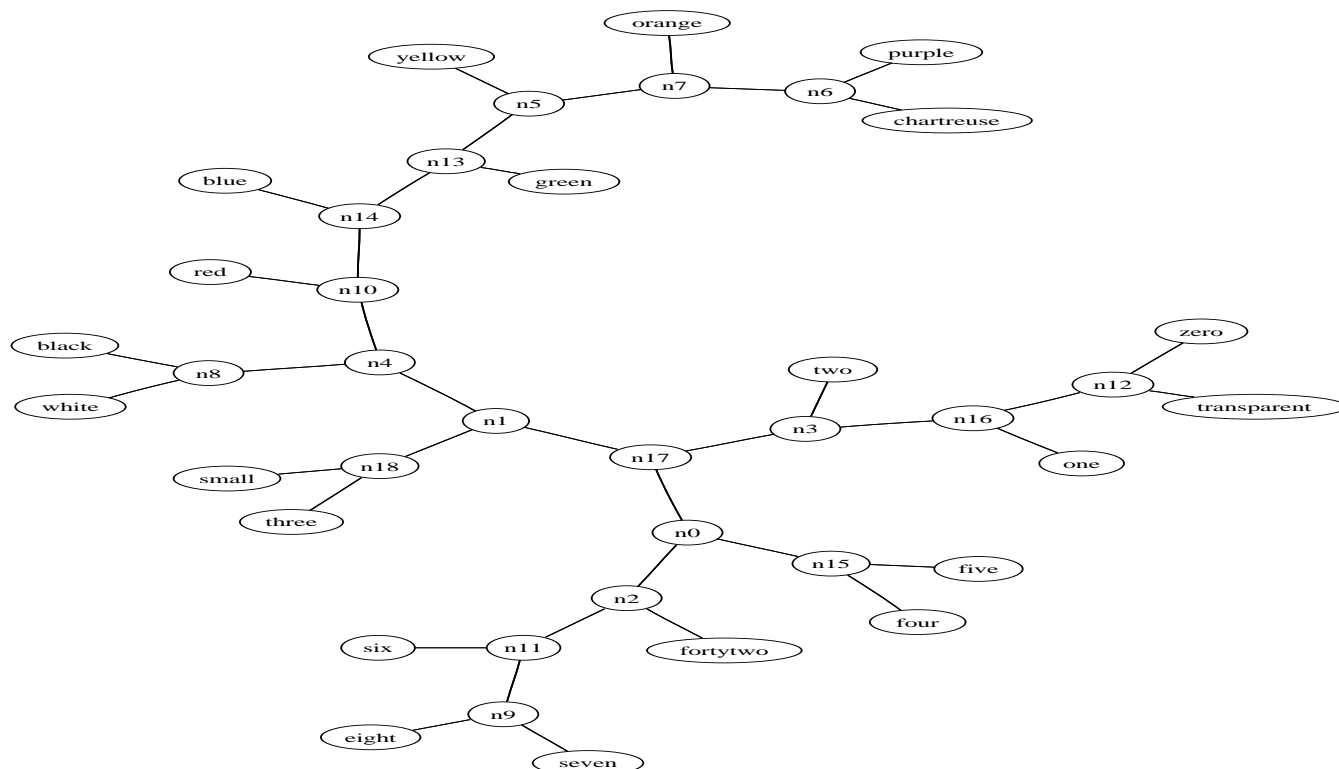 orange
purple
yellow
n7
n6
n5
chartreuse
n13
green
blue
n14
red
n10
zero
black
n4
two
n8
n12
white
transparent
n1
n16
n3
n17
one
n18
small
three
n0
five
n15
n2
four
six
n11
fortytwo
n9
eight
seven